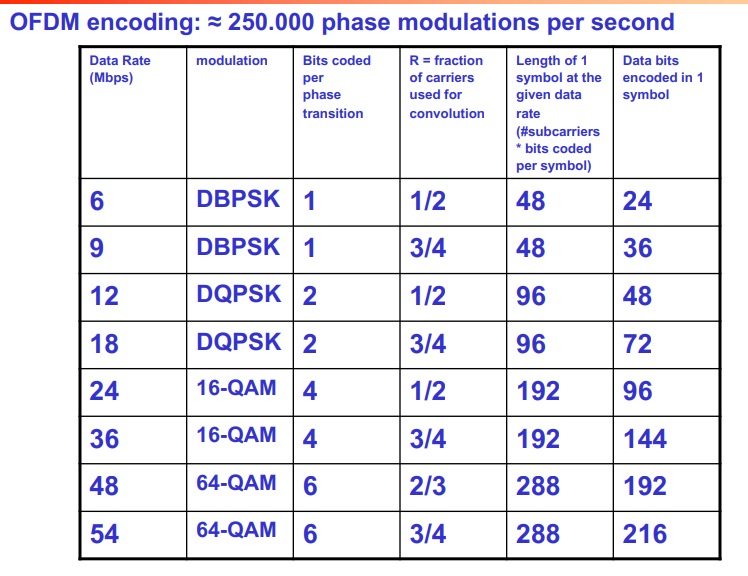 OFDM encoding: ≈ 250.000 phase modulations per second
Data Rate
(Mbps)
modulation
Bits coded
per
phase
transition
R = fraction
of carriers
used for
convolution
Length of 1
symbol at the
given data
rate
(#subcarriers
* bits coded
per symbol)
Data bits
encoded in 1
symbol
6 DBPSK 1 1/2 48 24
9 DBPSK 1 3/4 48 36
12 DQPSK 2 1/2 96 48
18 DQPSK 2 3/4 96 72
24 16-QAM 4 1/2 192 96
36 16-QAM 4 3/4 192 144
48 64-QAM 6 2/3 288 192
54 64-QAM 6 3/4 288 216